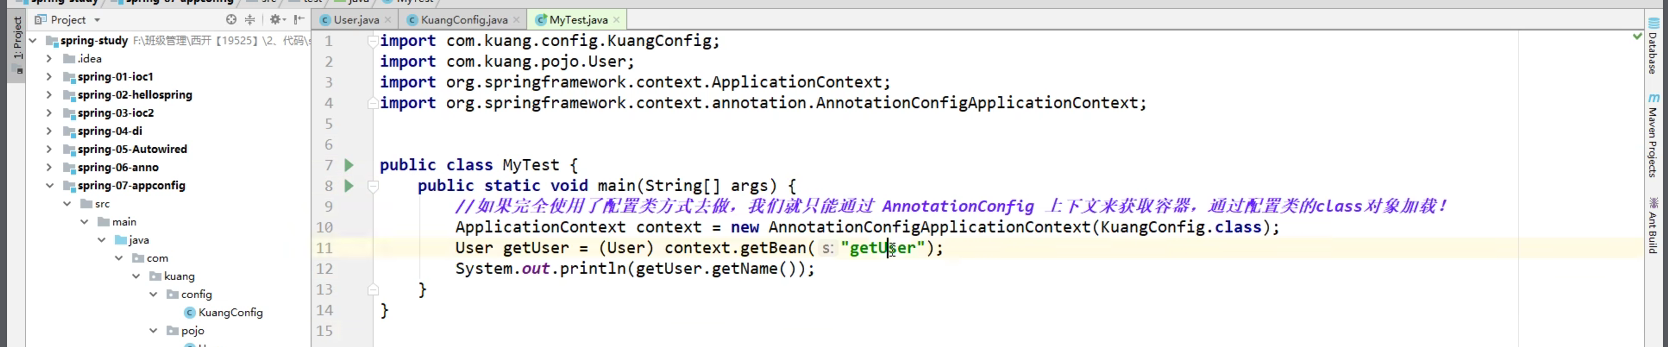 1: Project
Project
spring-study F:\班级管理\西开【19525】\2、代码\s
.idea
spring-01-ioc1
spring-02-hellospring
spring-03-ioc2
spring-04-di
spring-05-Autowired
spring-06-anno
spring-07-appconfig
src
main
java
com
kuang
config
KuangConfig
pojo
User.java
KuangConfig.java
MyTest.java
1 import com.kuang.config.KuangConfig;
2 import com.kuang.pojo.User;
3 import org.springframework.context.ApplicationContext;
4 import org.springframework.context.annotation.AnnotationConfigApplicationContext;
5
6
7 public class MyTest {
8 public static void main(String[] args) {
9 //如果完全使用了配置类方式去做，我们就只能通过 AnnotationConfig 上下文来获取容器，通过配置类的class对象加载！
10 ApplicationContext context = new AnnotationConfigApplicationContext(KuangConfig.class);
11 User getUser = (User) context.getBean( s: "getUser");
12 System.out.println(getUser.getName());
13 }
14 }
15
Database
Maven Projects
Ant Build